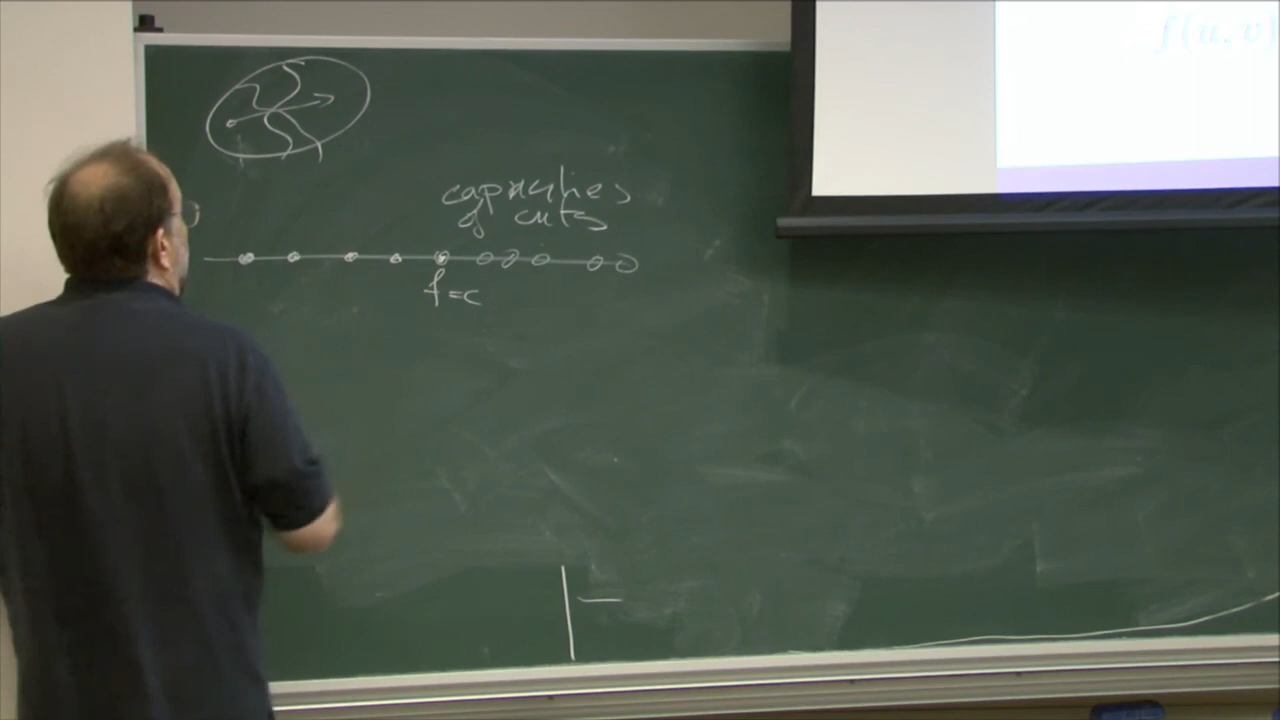 capacities
of cuts
f=c
f(u, v)